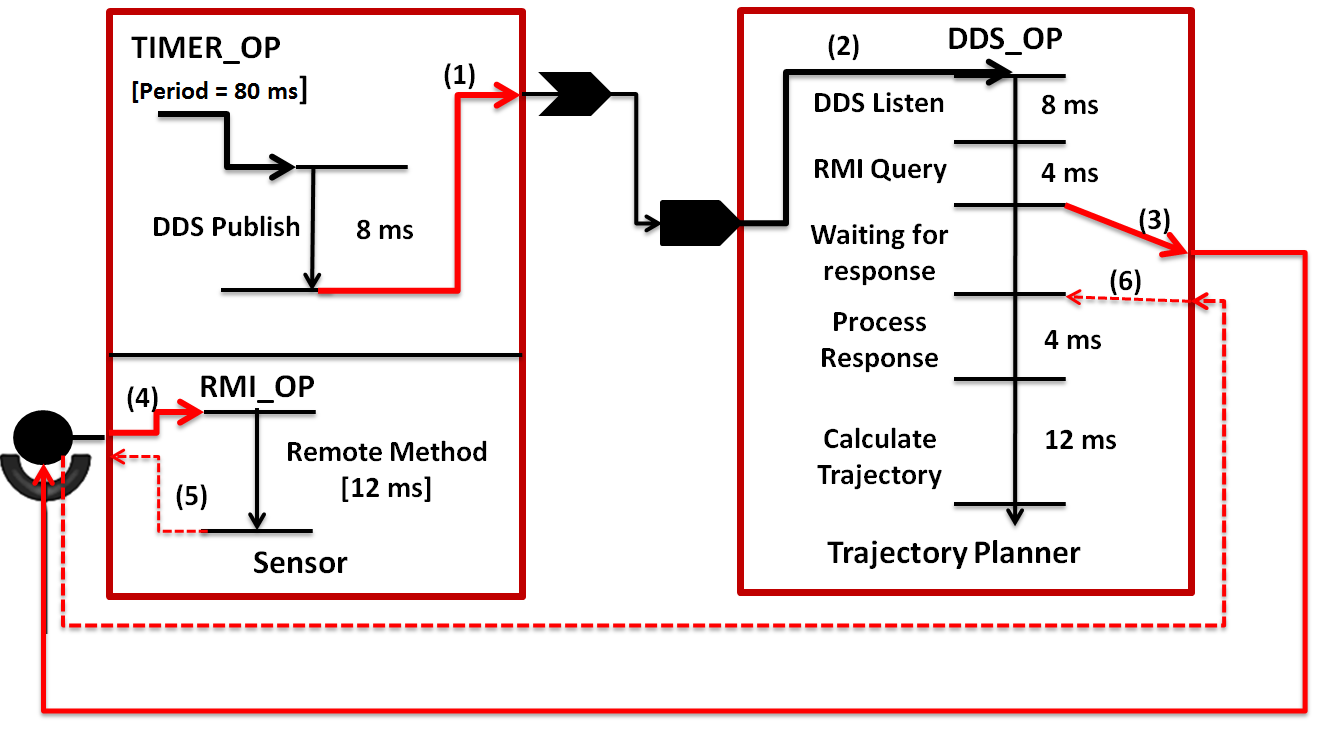 TIMER_OP
[Period = 80 ms]
(1)
DDS Publish
8 ms
RMI_OP
(4)
Remote Method
[12 ms]
(5)
Sensor
(2)
DDS_OP
DDS Listen
8 ms
RMI Query
4 ms
(3)
Waiting for
response
(6)
Process
Response
4 ms
Calculate
Trajectory
12 ms
Trajectory Planner